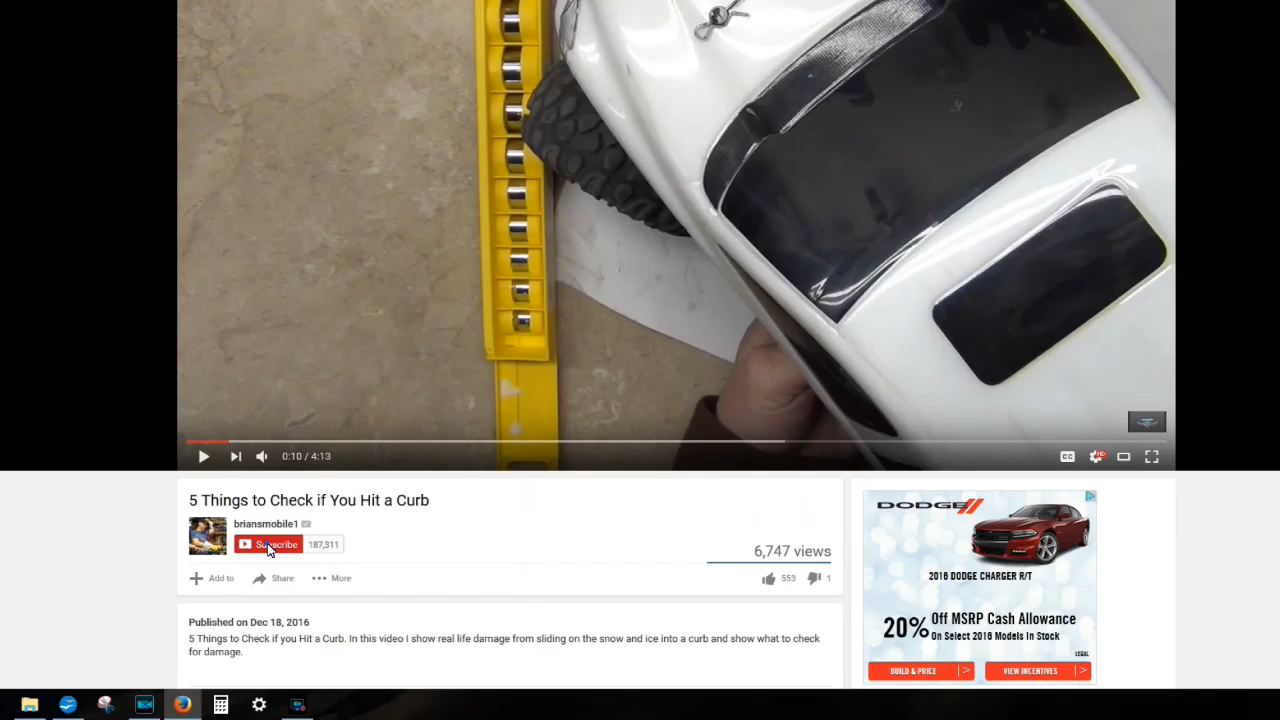 0:10 / 4:13
CC
HD
5 Things to Check if You Hit a Curb
briansmobile1
Subscribe 187,311
6,747 views
Add to Share More
553 1
Published on Dec 18, 2016
5 Things to Check if you Hit a Curb. In this video I show real life damage from sliding on the snow and ice into a curb and show what to check
for damage.
DODGE
2016 DODGE CHARGER R/T
20% Off MSRP Cash Allowance
On Select 2016 Models In Stock
LEGAL
BUILD & PRICE > VIEW INCENTIVES >